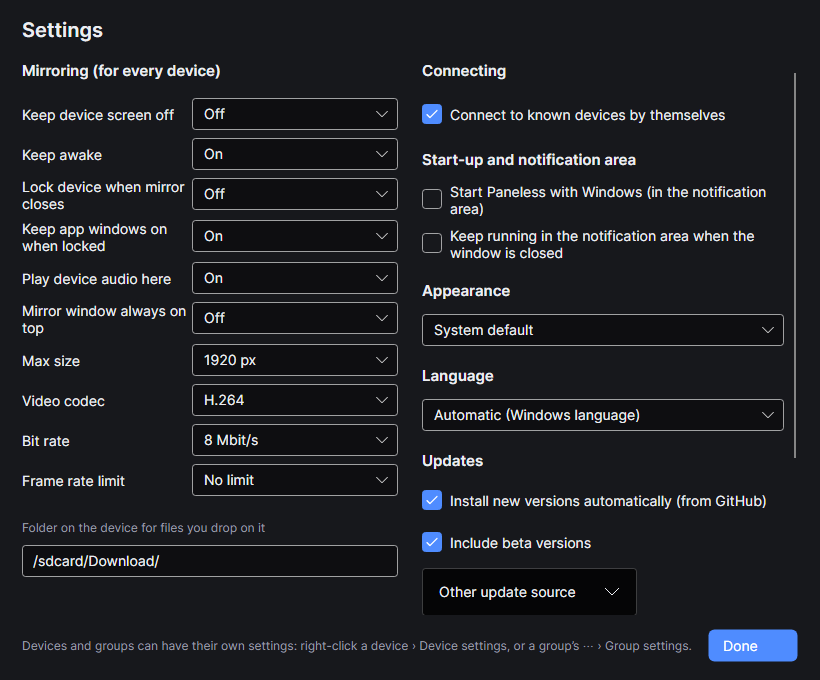 Settings
Mirroring (for every device)
Keep device screen off
Off
Keep awake
On
Lock device when mirror
closes
Off
Keep app windows on
when locked
On
Play device audio here
On
Mirror window always on
top
Off
Max size
1920 px
Video codec
H.264
Bit rate
8 Mbit/s
Frame rate limit
No limit
Folder on the device for files you drop on it
/sdcard/Download/
Connecting
Connect to known devices by themselves
Start-up and notification area
Start Paneless with Windows (in the notification
area)
Keep running in the notification area when the
window is closed
Appearance
System default
Language
Automatic (Windows language)
Updates
Install new versions automatically (from GitHub)
Include beta versions
Other update source
Devices and groups can have their own settings: right-click a device › Device settings, or a group’s ··· › Group settings.
Done